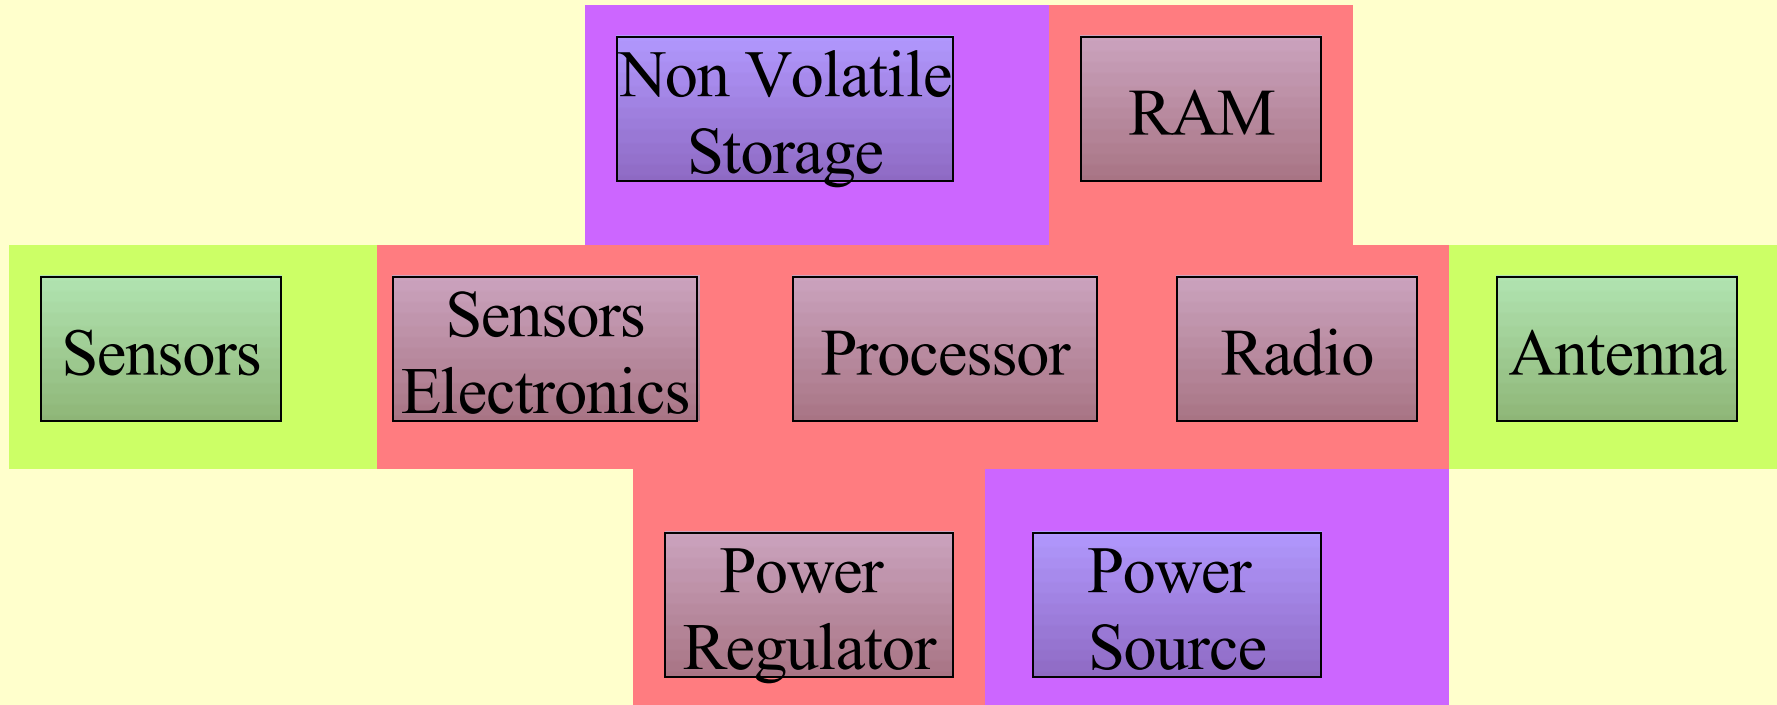 Non Volatile
Storage
RAM
Sensors
Sensors
Electronics
Processor
Radio
Antenna
Power
Regulator
Power
Source